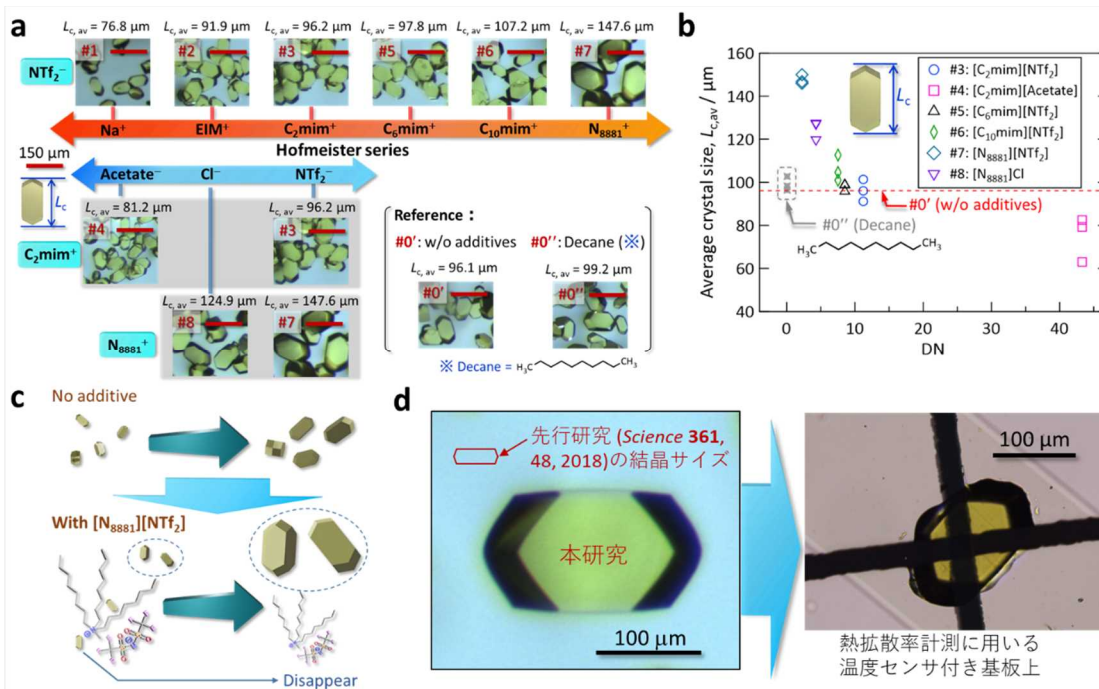 a
L_c, av = 76.8 μm
L_c, av = 91.9 μm
L_c, av = 96.2 μm
L_c, av = 97.8 μm
L_c, av = 107.2 μm
L_c, av = 147.6 μm
NTf₂⁻
#1
#2
#3
#5
#6
#7
Na⁺
EIM⁺
C₂mim⁺
C₆mim⁺
C₁₀mim⁺
N₈₈₈₁⁺
Hofmeister series
150 μm
L_c
Acetate⁻
Cl⁻
NTf₂⁻
C₂mim⁺
L_c, av = 81.2 μm
L_c, av = 96.2 μm
#4
#3
N₈₈₈₁⁺
L_c, av = 124.9 μm
L_c, av = 147.6 μm
#8
#7
Reference :
#0': w/o additives
#0'': Decane (※)
L_c, av = 96.1 μm
L_c, av = 99.2 μm
#0'
#0''
※ Decane = H₃C CH₃
b
Average crystal size, L_c,av / μm
160
140
120
100
80
60
40
L_c
#3: [C₂mim][NTf₂]
#4: [C₂mim][Acetate]
#5: [C₆mim][NTf₂]
#6: [C₁₀mim][NTf₂]
#7: [N₈₈₈₁][NTf₂]
#8: [N₈₈₈₁]Cl
#0' (w/o additives)
#0'' (Decane)
H₃C CH₃
0 10 20 30 40 50
DN
c
No additive
With [N₈₈₈₁][NTf₂]
Disappear
d
先行研究 (Science 361,
48, 2018)の結晶サイズ
本研究
100 μm
100 μm
熱拡散率計測に用いる
温度センサ付き基板上